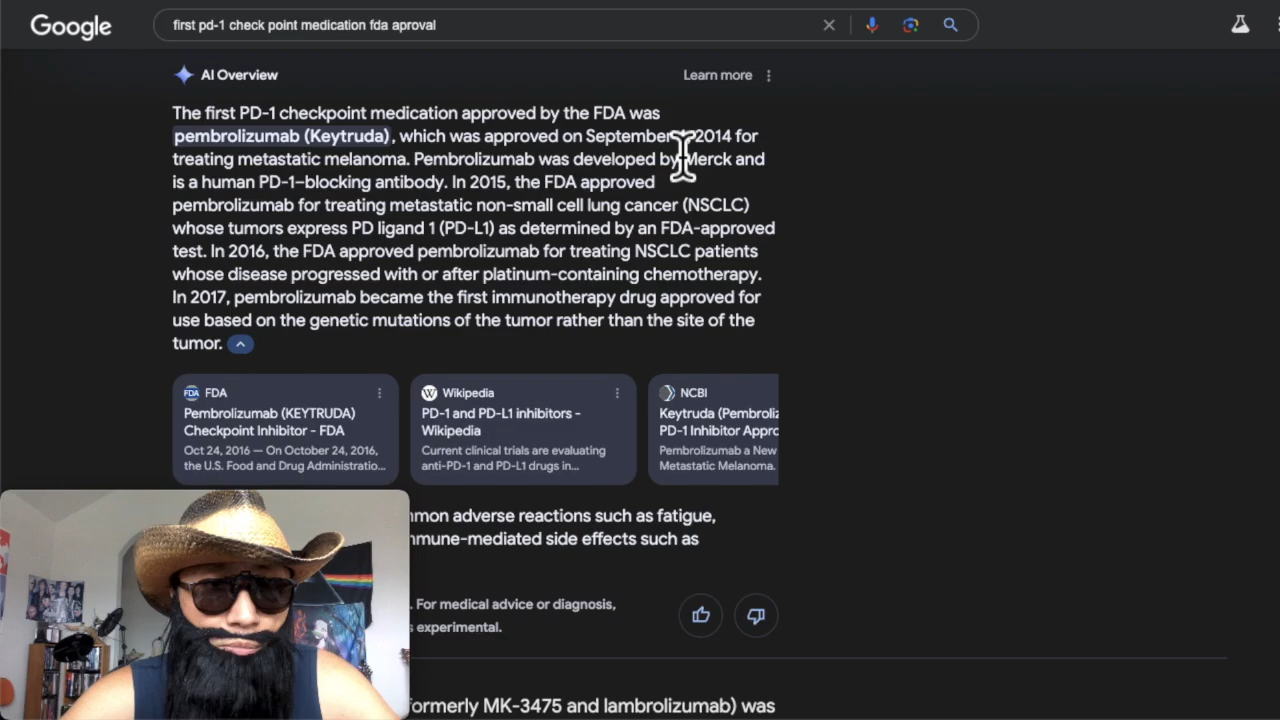 Google
first pd-1 check point medication fda aproval
AI Overview
Learn more
The first PD-1 checkpoint medication approved by the FDA was
pembrolizumab (Keytruda), which was approved on September 2014 for
treating metastatic melanoma. Pembrolizumab was developed by Merck and
is a human PD-1–blocking antibody. In 2015, the FDA approved
pembrolizumab for treating metastatic non-small cell lung cancer (NSCLC)
whose tumors express PD ligand 1 (PD-L1) as determined by an FDA-approved
test. In 2016, the FDA approved pembrolizumab for treating NSCLC patients
whose disease progressed with or after platinum-containing chemotherapy.
In 2017, pembrolizumab became the first immunotherapy drug approved for
use based on the genetic mutations of the tumor rather than the site of the
tumor.
FDA FDA
Pembrolizumab (KEYTRUDA)
Checkpoint Inhibitor - FDA
Oct 24, 2016 — On October 24, 2016,
the U.S. Food and Drug Administratio...
W Wikipedia
PD-1 and PD-L1 inhibitors -
Wikipedia
Current clinical trials are evaluating
anti-PD-1 and PD-L1 drugs in...
NCBI
Keytruda (Pembroliz
PD-1 Inhibitor Appro
Pembrolizumab a New
Metastatic Melanoma.
mmon adverse reactions such as fatigue,
mmune-mediated side effects such as
. For medical advice or diagnosis,
s experimental.
formerly MK-3475 and lambrolizumab) was